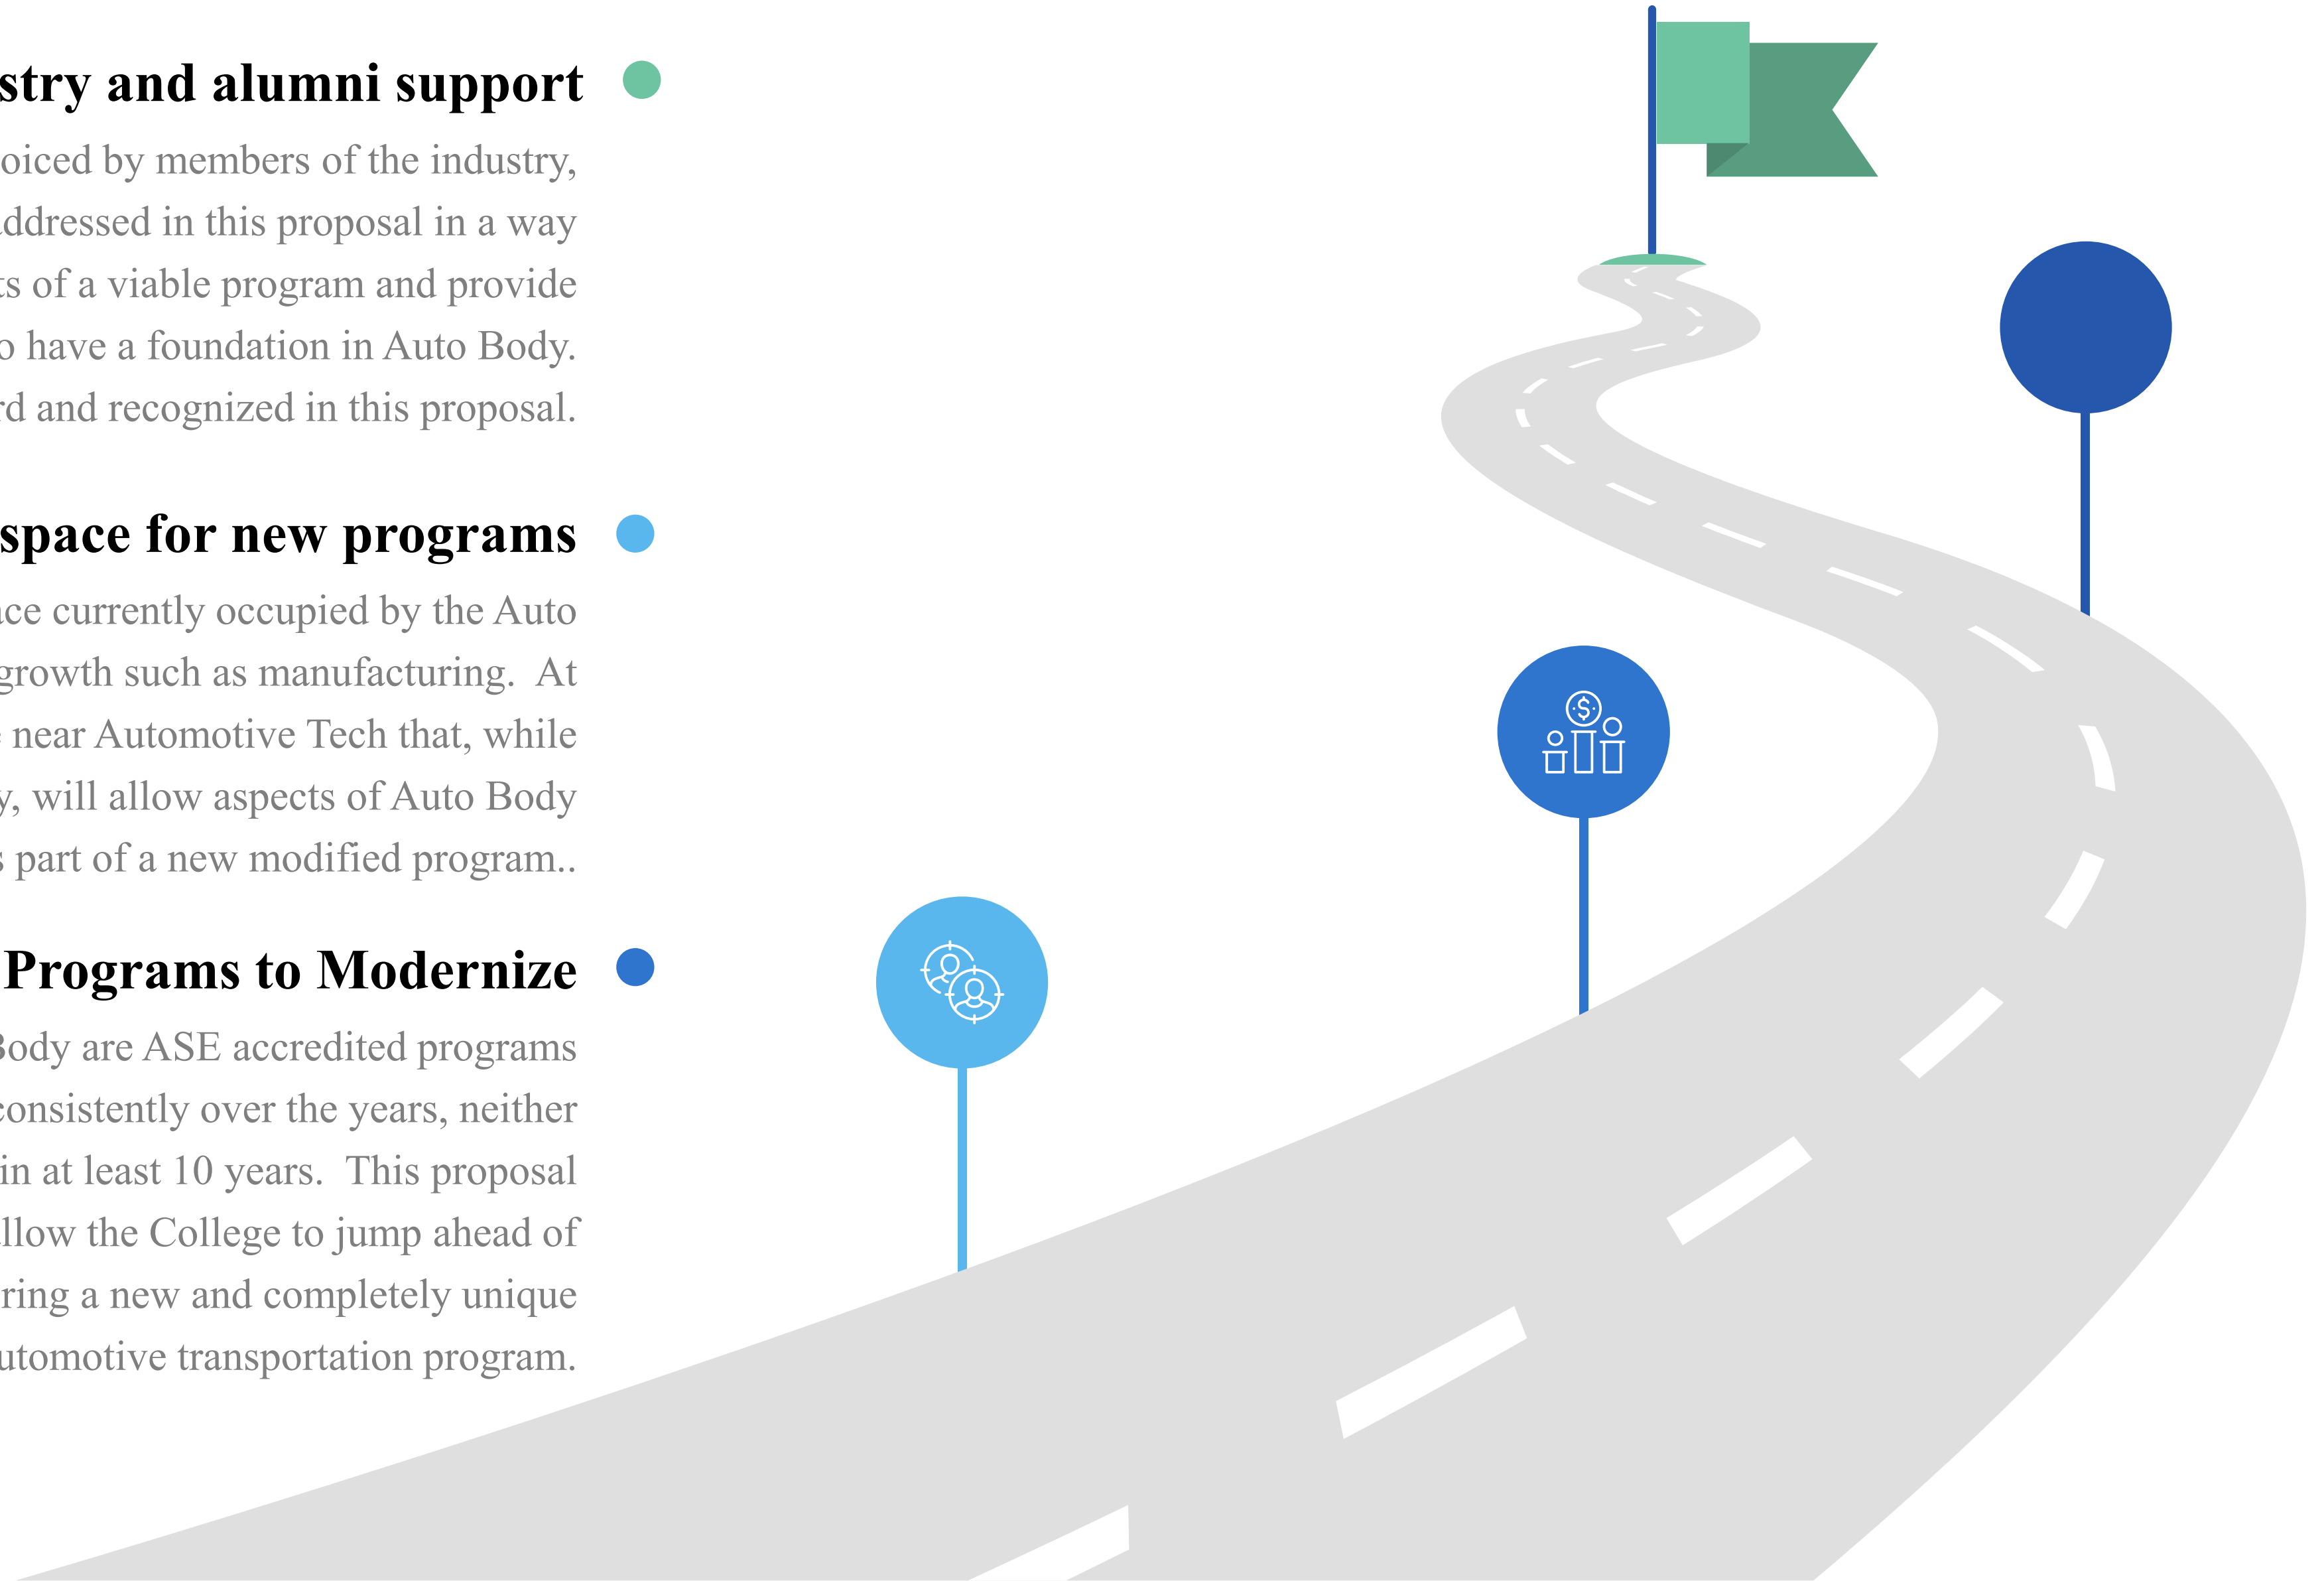 stry and alumni support
oiced by members of the industry,
ddressed in this proposal in a way
ts of a viable program and provide
o have a foundation in Auto Body.
rd and recognized in this proposal.
space for new programs
ce currently occupied by the Auto
growth such as manufacturing.  At
near Automotive Tech that, while
y, will allow aspects of Auto Body
s part of a new modified program..
Programs to Modernize
Body are ASE accredited programs
consistently over the years, neither
in at least 10 years.  This proposal
llow the College to jump ahead of
ring a new and completely unique
utomotive transportation program.
$